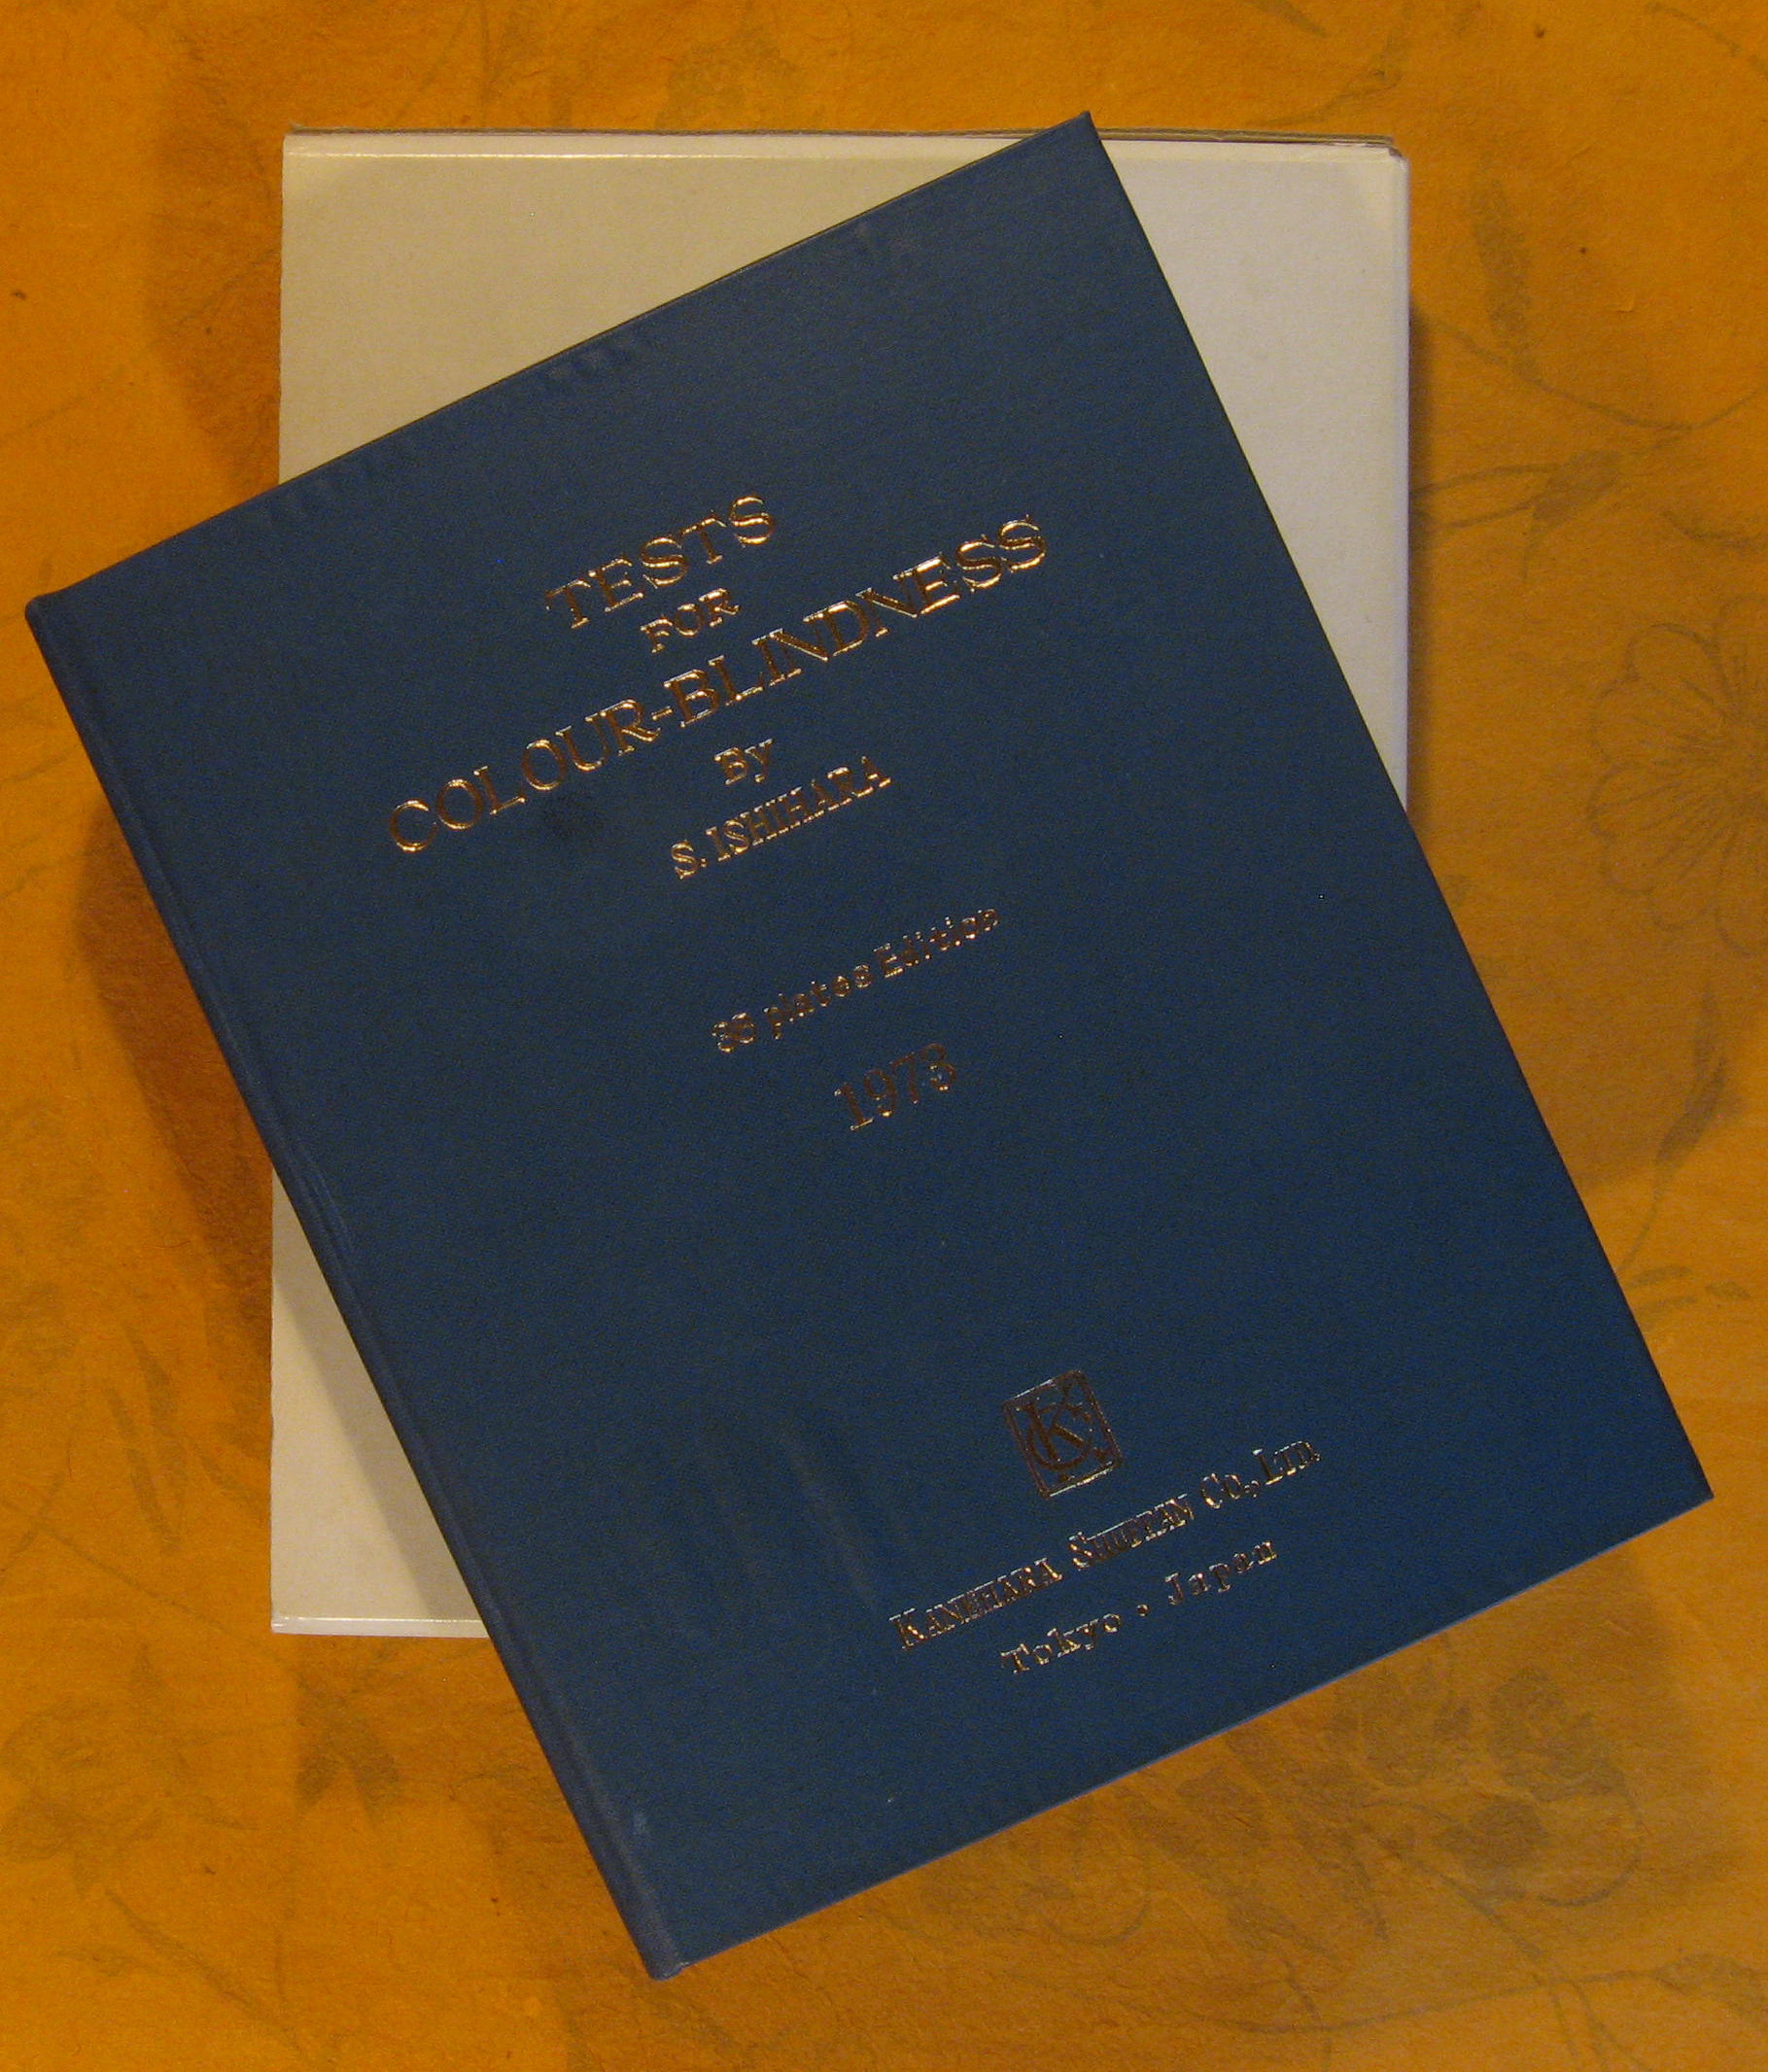 TESTS
FOR
COLOUR-BLINDNESS
By
S. ISHIHARA
38 plates Edition
1973
KANEHARA SHUPPAN CO., LTD.
Tokyo · Japan